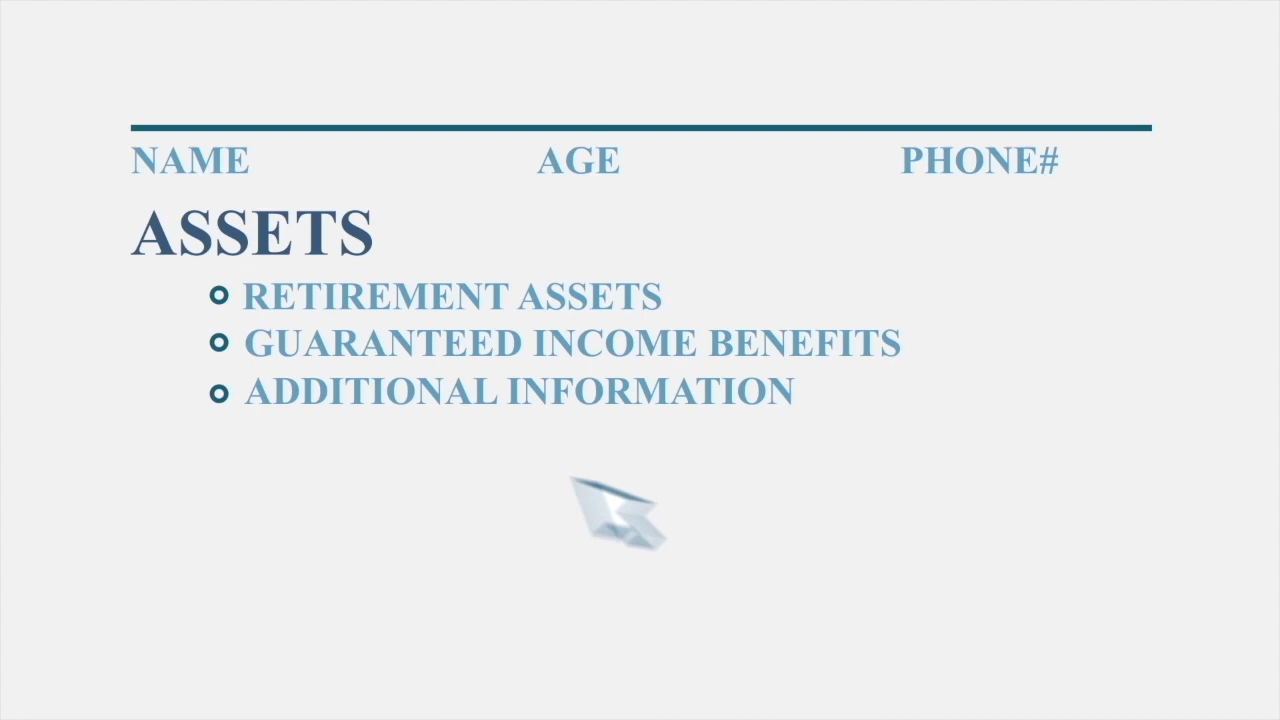 NAME AGE PHONE#
ASSETS
RETIREMENT ASSETS
GUARANTEED INCOME BENEFITS
ADDITIONAL INFORMATION